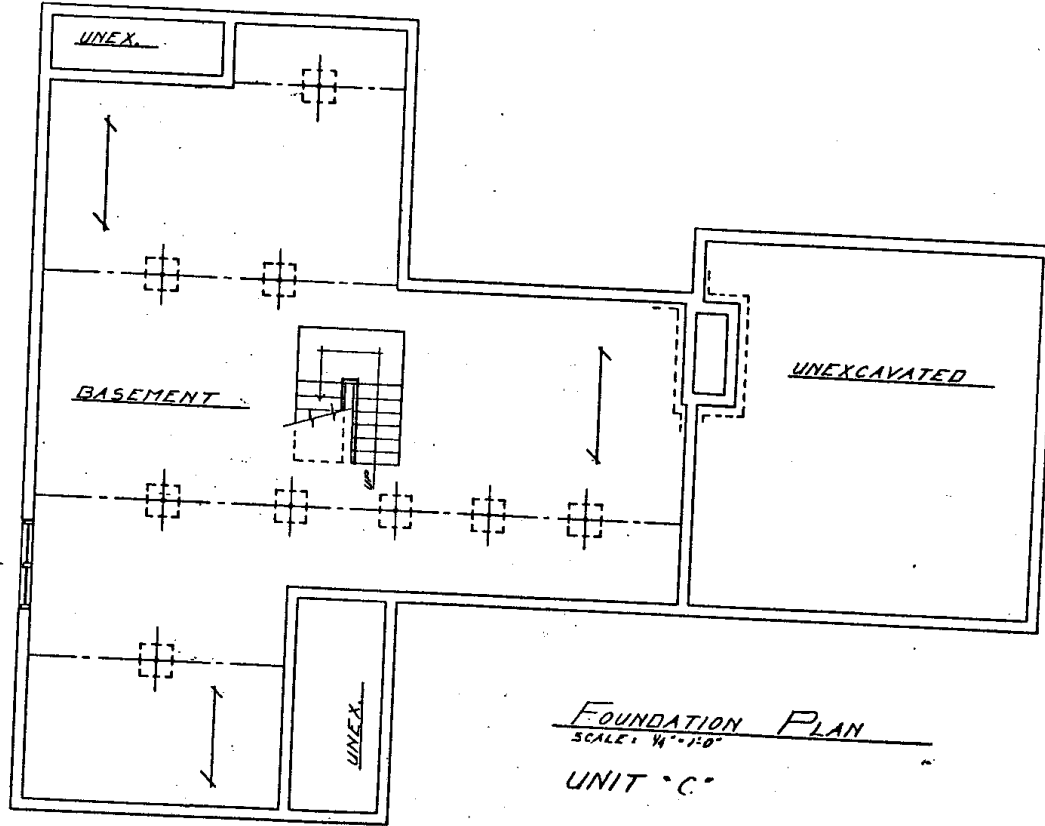 UNEX.
BASEMENT
UP
UNEXCAVATED
UNEX.
FOUNDATION PLAN
SCALE: 1/4"=1'-0"
UNIT "C"